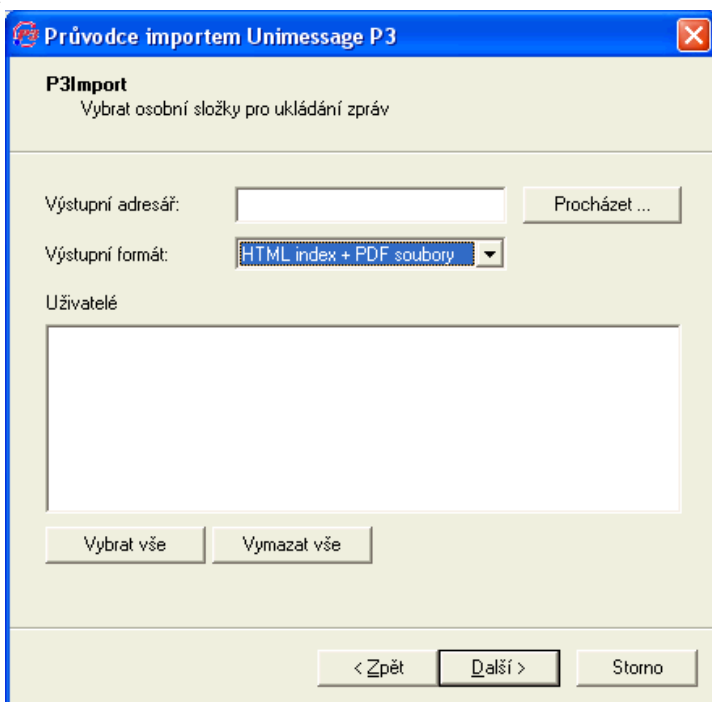 Průvodce importem Unimessage P3
P3Import
Vybrat osobní složky pro ukládání zpráv
Výstupní adresář:
Procházet ...
Výstupní formát:
HTML index + PDF soubory
Uživatelé
Vybrat vše
Vymazat vše
< Zpět
Další >
Storno